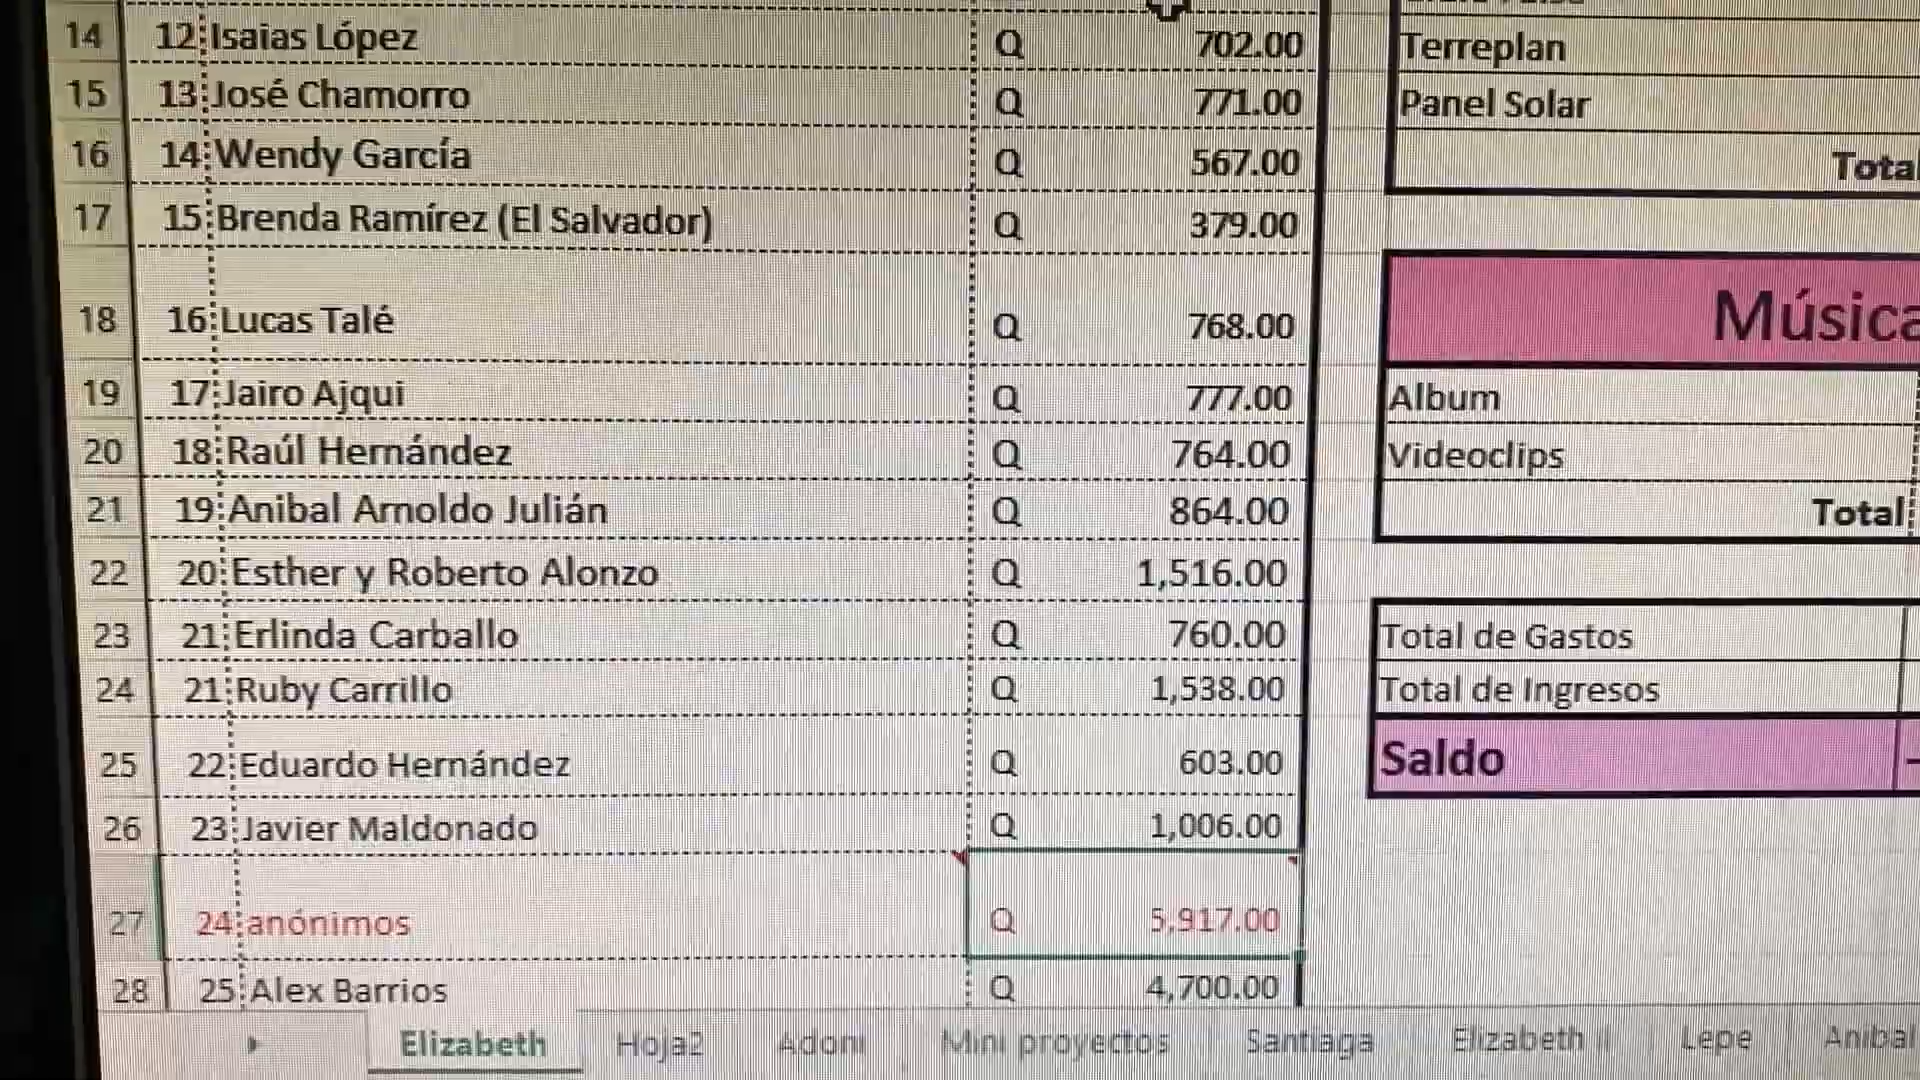 14 12 Isaias López Q 702.00
15 13 José Chamorro Q 771.00
16 14 Wendy García Q 567.00
17 15 Brenda Ramírez (El Salvador) Q 379.00
18 16 Lucas Talé Q 768.00
19 17 Jairo Ajqui Q 777.00
20 18 Raúl Hernández Q 764.00
21 19 Anibal Arnoldo Julián Q 864.00
22 20 Esther y Roberto Alonzo Q 1,516.00
23 21 Erlinda Carballo Q 760.00
24 21 Ruby Carrillo Q 1,538.00
25 22 Eduardo Hernández Q 603.00
26 23 Javier Maldonado Q 1,006.00
27 24 anónimos Q 5,917.00
28 25 Alex Barrios Q 4,700.00
Terreplan
Panel Solar
Total
Música
Album
Videoclips
Total
Total de Gastos
Total de Ingresos
Saldo -
Elizabeth Hoja2 Adoni Mini proyectos Santiaga Elizabeth II Lepe Anibal